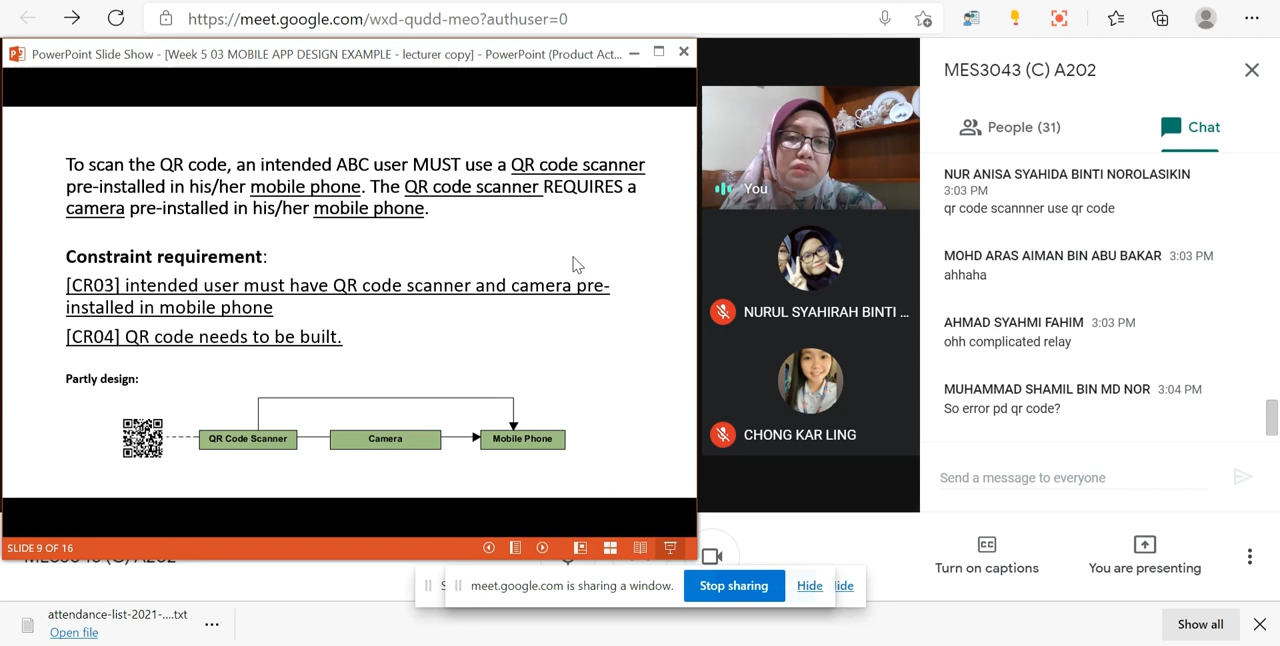 https://meet.google.com/wxd-qudd-meo?authuser=0
PowerPoint Slide Show - [Week 5 03 MOBILE APP DESIGN EXAMPLE - lecturer copy] - PowerPoint (Product Act...
To scan the QR code, an intended ABC user MUST use a QR code scanner
pre-installed in his/her mobile phone. The QR code scanner REQUIRES a
camera pre-installed in his/her mobile phone.
Constraint requirement:
[CR03] intended user must have QR code scanner and camera pre-
installed in mobile phone
[CR04] QR code needs to be built.
Partly design:
QR Code Scanner
Camera
Mobile Phone
SLIDE 9 OF 16
You
NURUL SYAHIRAH BINTI ...
CHONG KAR LING
MES3043 (C) A202
People (31)
Chat
NUR ANISA SYAHIDA BINTI NOROLASIKIN
3:03 PM
qr code scannner use qr code
MOHD ARAS AIMAN BIN ABU BAKAR 3:03 PM
ahhaha
AHMAD SYAHMI FAHIM 3:03 PM
ohh complicated relay
MUHAMMAD SHAMIL BIN MD NOR 3:04 PM
So error pd qr code?
Send a message to everyone
Turn on captions
You are presenting
meet.google.com is sharing a window.
Stop sharing
Hide
attendance-list-2021-....txt
Open file
Show all